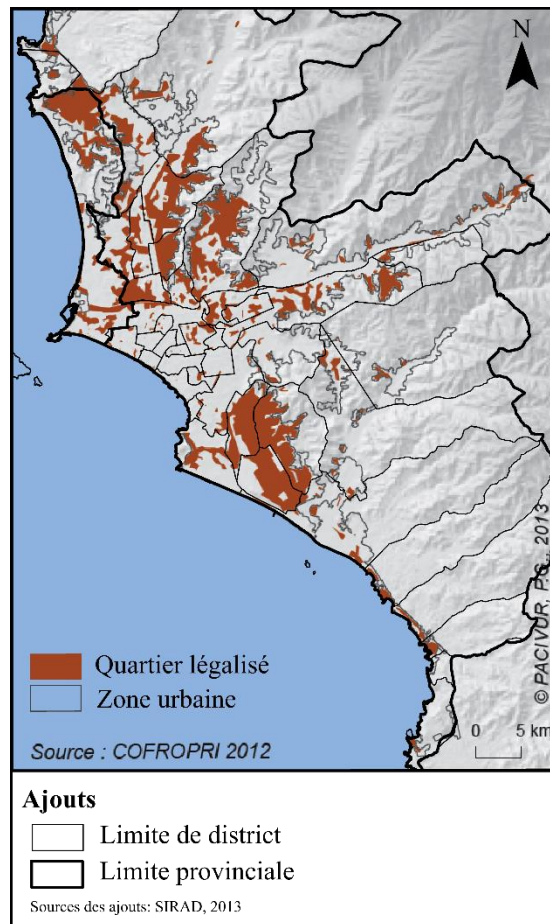 N
© PACIVUR, P.G., 2013
Quartier légalisé
Zone urbaine
0 5 km
Source : COFROPRI 2012
Ajouts
Limite de district
Limite provinciale
Sources des ajouts: SIRAD, 2013